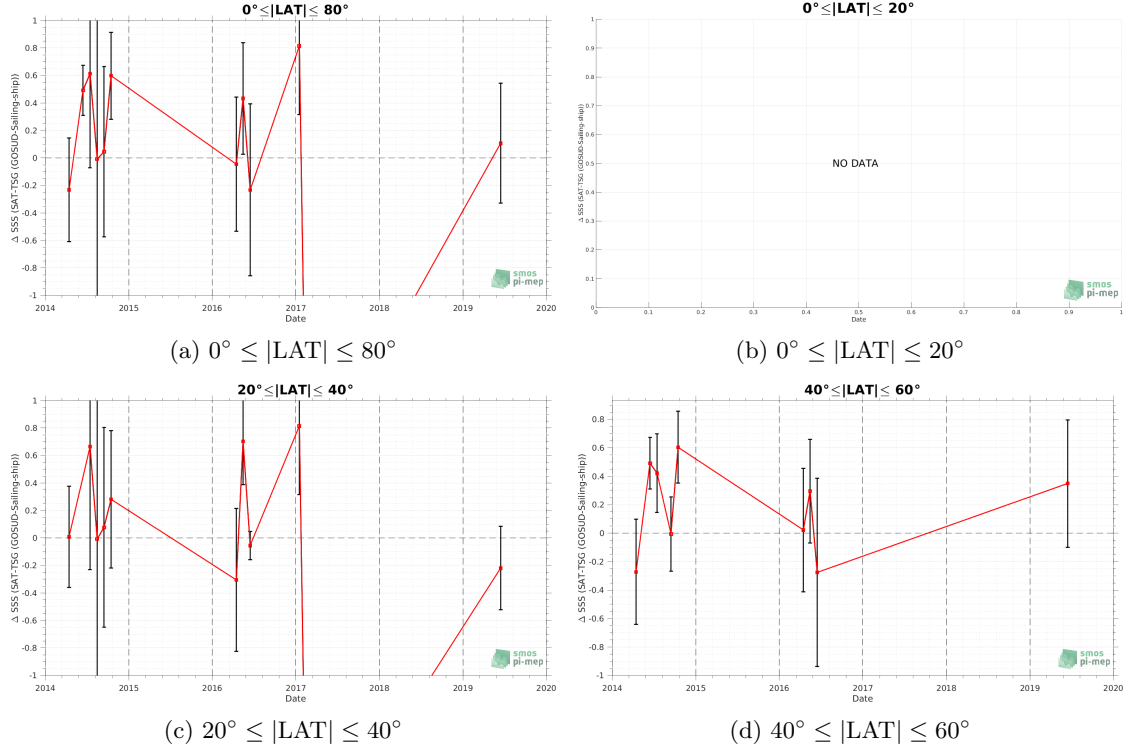 0°≤|LAT|≤ 80°
Δ SSS (SAT-TSG (GOSUD-Sailing-ship))
1
0.8
0.6
0.4
0.2
0
-0.2
-0.4
-0.6
-0.8
-1
2014 2015 2016 2017 2018 2019 2020
Date
smos
pi-mep
(a) 0° ≤ |LAT| ≤ 80°
0°≤|LAT|≤ 20°
Δ SSS (SAT-TSG (GOSUD-Sailing-ship))
1
0.9
0.8
0.7
0.6
0.5
0.4
0.3
0.2
0.1
0
NO DATA
0 0.1 0.2 0.3 0.4 0.5 0.6 0.7 0.8 0.9 1
Date
smos
pi-mep
(b) 0° ≤ |LAT| ≤ 20°
20°≤|LAT|≤ 40°
Δ SSS (SAT-TSG (GOSUD-Sailing-ship))
1
0.8
0.6
0.4
0.2
0
-0.2
-0.4
-0.6
-0.8
-1
2014 2015 2016 2017 2018 2019 2020
Date
smos
pi-mep
(c) 20° ≤ |LAT| ≤ 40°
40°≤|LAT|≤ 60°
Δ SSS (SAT-TSG (GOSUD-Sailing-ship))
0.8
0.6
0.4
0.2
0
-0.2
-0.4
-0.6
-0.8
-1
2014 2015 2016 2017 2018 2019 2020
Date
smos
pi-mep
(d) 40° ≤ |LAT| ≤ 60°